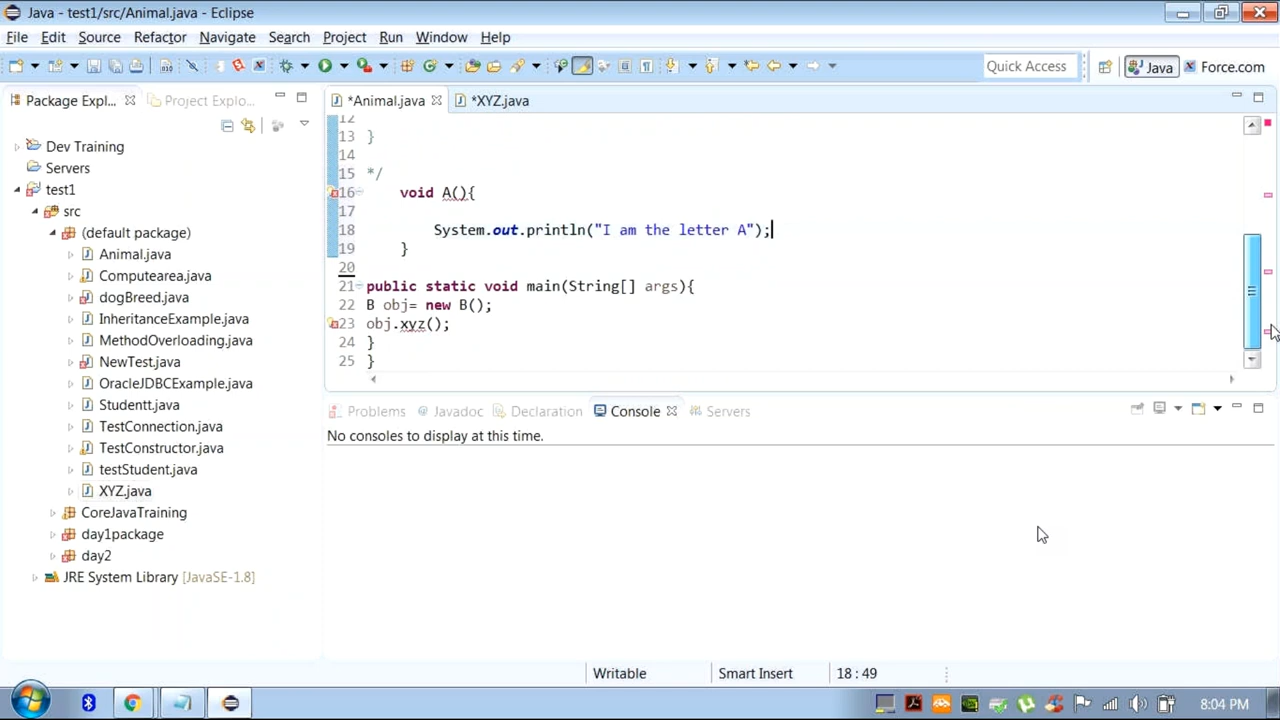 Java - test1/src/Animal.java - Eclipse
File Edit Source Refactor Navigate Search Project Run Window Help
Quick Access Java Force.com
Package Expl... Project Explo...
*Animal.java *XYZ.java
Dev Training
Servers
test1
src
(default package)
Animal.java
Computearea.java
dogBreed.java
InheritanceExample.java
MethodOverloading.java
NewTest.java
OracleJDBCExample.java
Studentt.java
TestConnection.java
TestConstructor.java
testStudent.java
XYZ.java
CoreJavaTraining
day1package
day2
JRE System Library [JavaSE-1.8]
12
13 }
14
15 */
16 void A(){
17
18 System.out.println("I am the letter A");
19 }
20
21 public static void main(String[] args){
22 B obj= new B();
23 obj.xyz();
24 }
25 }
Problems @ Javadoc Declaration Console Servers
No consoles to display at this time.
Writable Smart Insert 18 : 49
8:04 PM